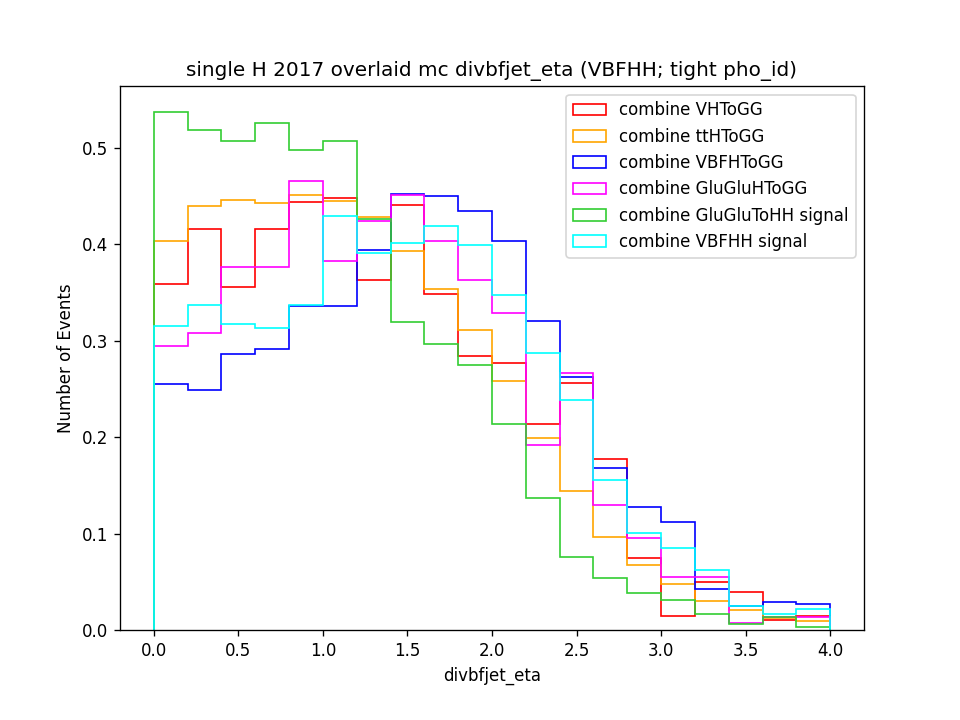 single H 2017 overlaid mc divbfjet_eta (VBFHH; tight pho_id)
combine VHToGG
combine ttHToGG
combine VBFHToGG
combine GluGluHToGG
combine GluGluToHH signal
combine VBFHH signal
Number of Events
0.5
0.4
0.3
0.2
0.1
0.0
0.0 0.5 1.0 1.5 2.0 2.5 3.0 3.5 4.0
divbfjet_eta